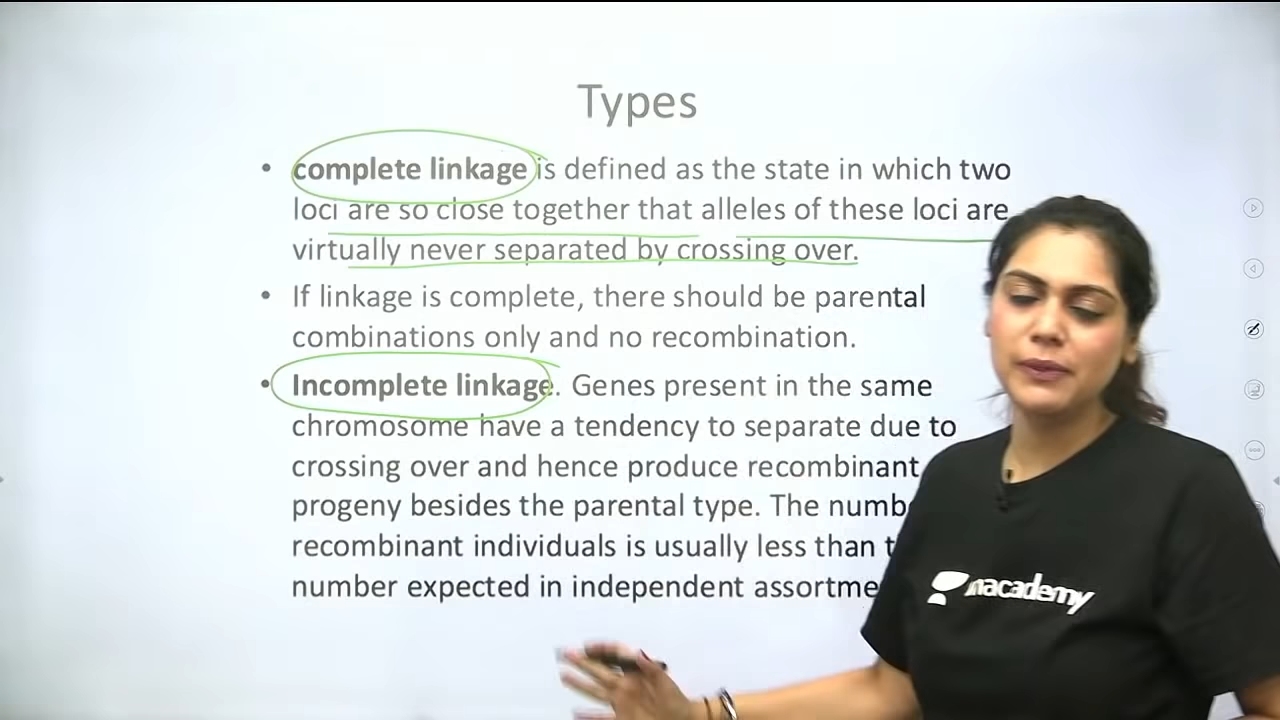 Types
• complete linkage is defined as the state in which two
loci are so close together that alleles of these loci are
virtually never separated by crossing over.
• If linkage is complete, there should be parental
combinations only and no recombination.
• Incomplete linkage. Genes present in the same
chromosome have a tendency to separate due to
crossing over and hence produce recombinant
progeny besides the parental type. The
recombinant individuals is usually less than
number expected in independent
unacademy